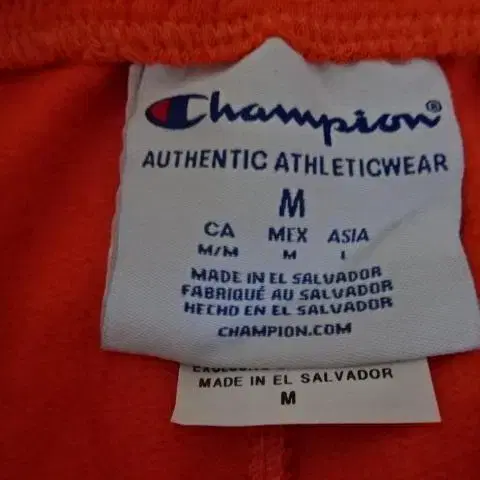 Champion®
AUTHENTIC ATHLETICWEAR
M
CA MEX ASIA
M/M M L
MADE IN EL SALVADOR
FABRIQUÉ AU SALVADOR
HECHO EN EL SALVADOR
CHAMPION.COM
MADE IN EL SALVADOR
M